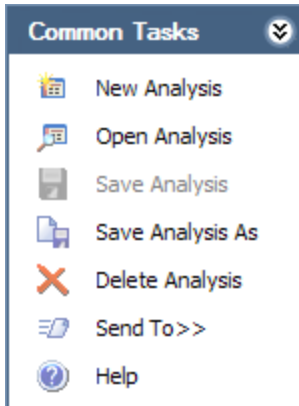 Common Tasks
New Analysis
Open Analysis
Save Analysis
Save Analysis As
Delete Analysis
Send To>>
Help